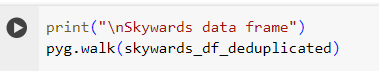 print("\nSkywards data frame")
pyg.walk(skywards_df_deduplicated)